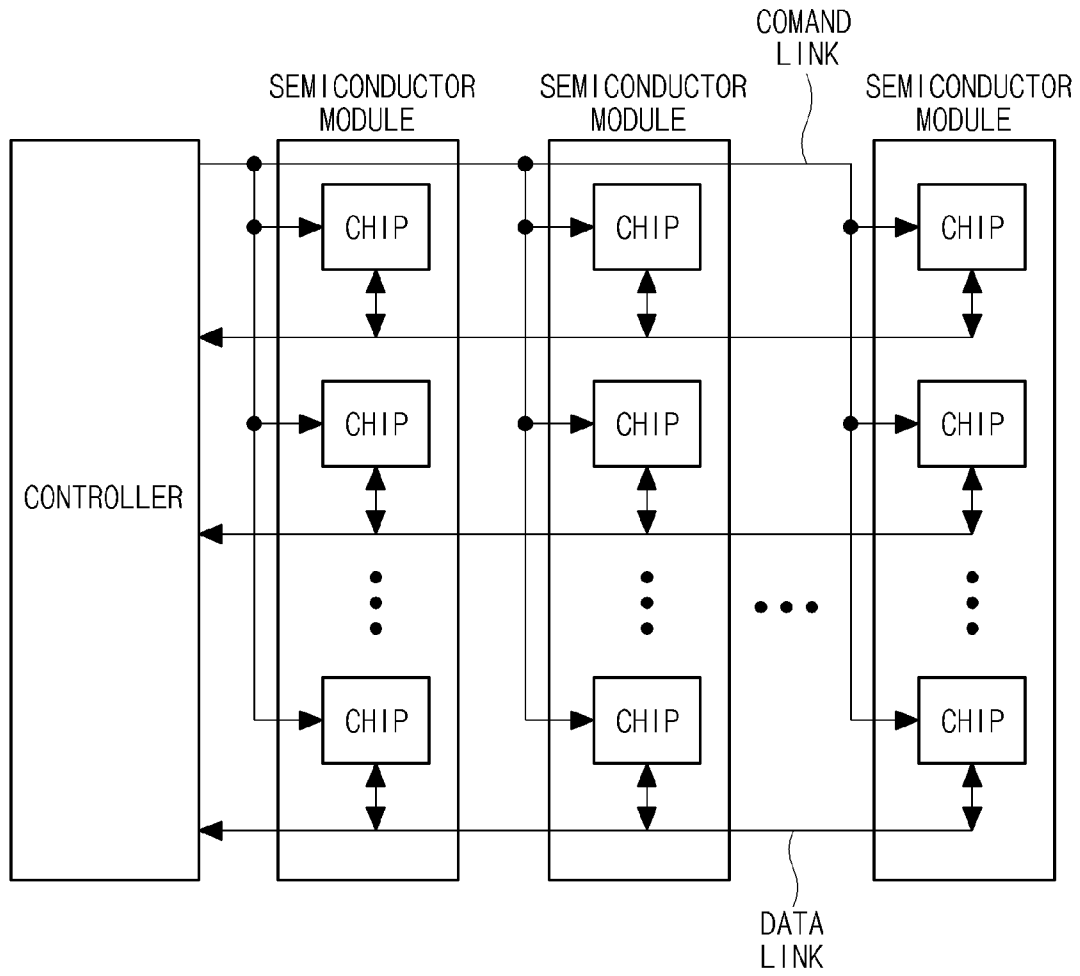 COMAND
LINK
SEMICONDUCTOR
MODULE
SEMICONDUCTOR
MODULE
SEMICONDUCTOR
MODULE
CHIP
CHIP
CHIP
CHIP
CHIP
CHIP
CONTROLLER
CHIP
CHIP
CHIP
DATA
LINK